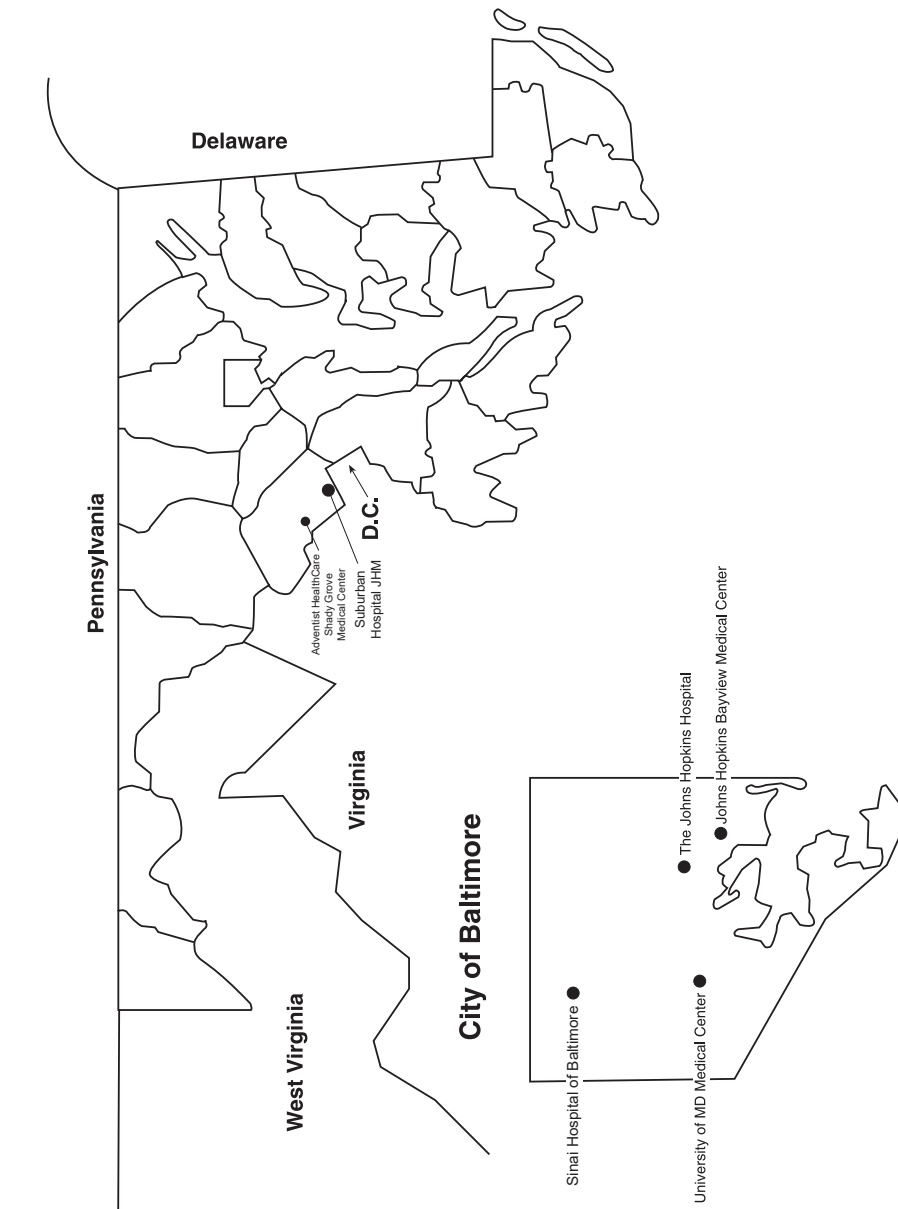 Pennsylvania
Delaware
West Virginia
Virginia
D.C.
Adventist HealthCare
Shady Grove
Medical Center
Suburban
Hospital JHM
City of Baltimore
Sinai Hospital of Baltimore
The Johns Hopkins Hospital
University of MD Medical Center
Johns Hopkins Bayview Medical Center